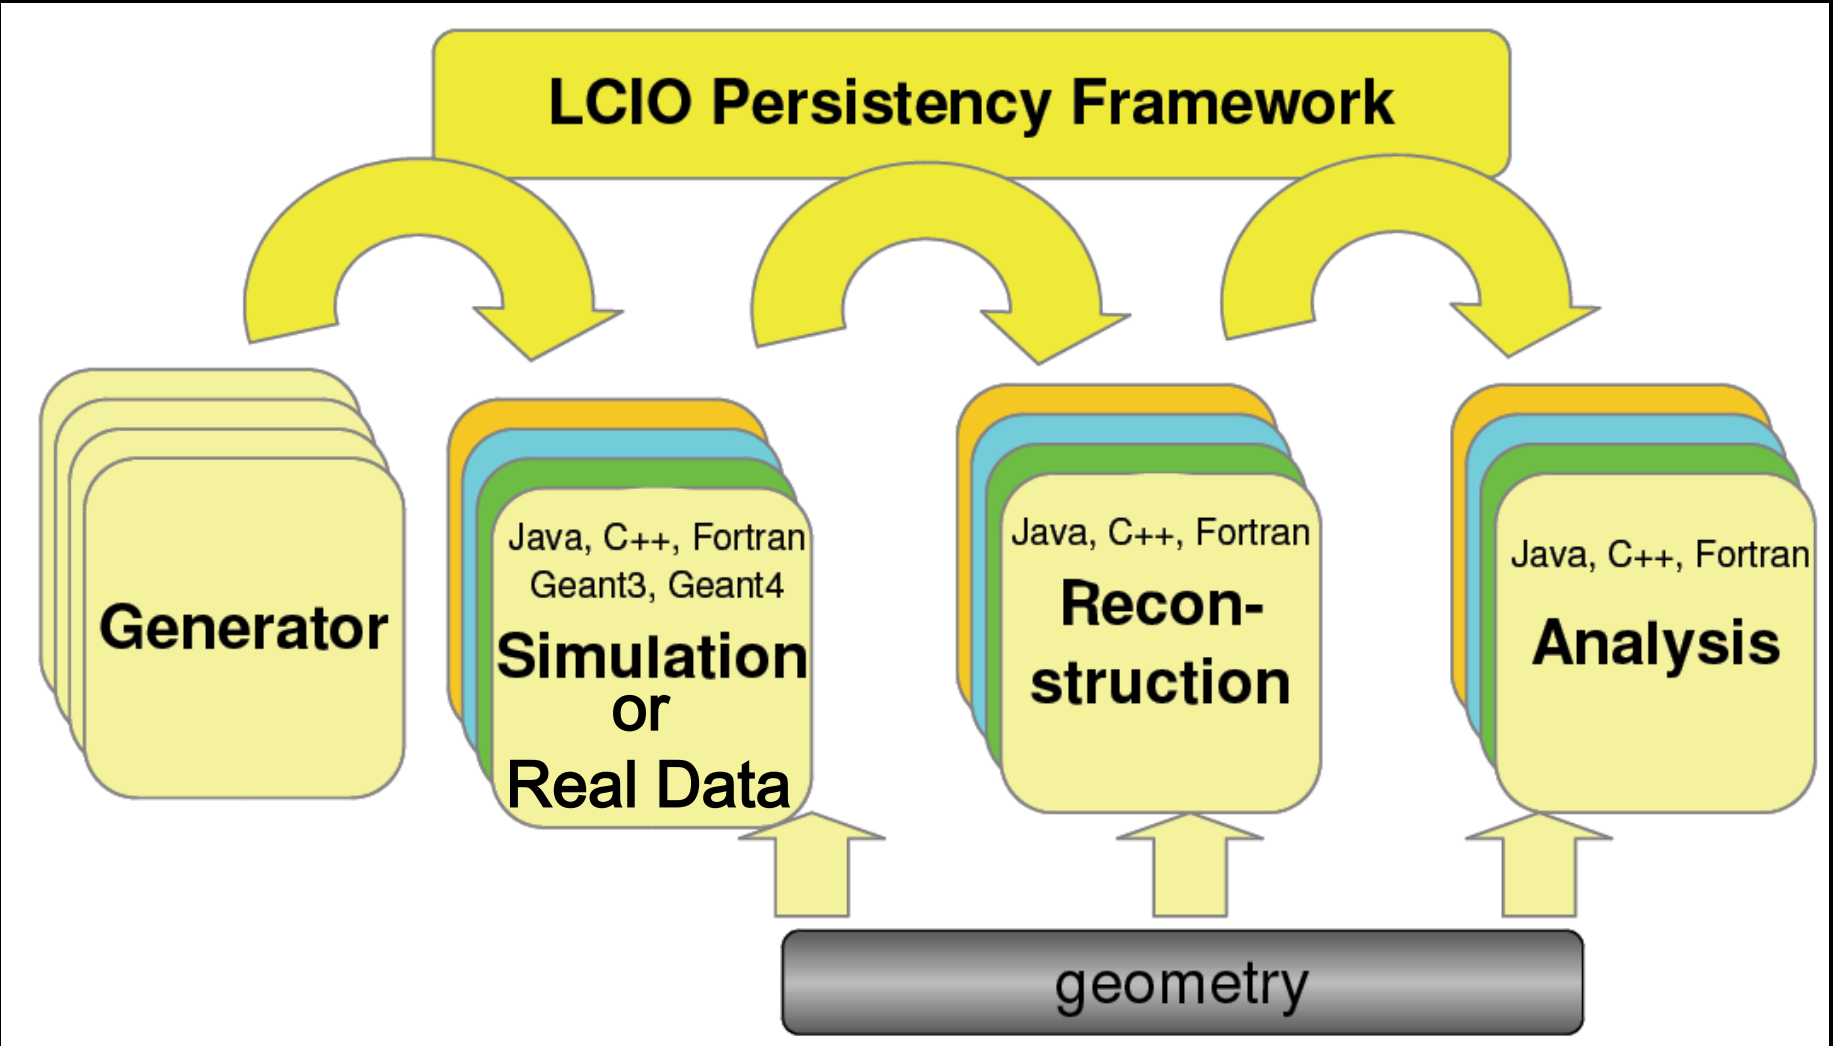 LCIO Persistency Framework
Generator
Java, C++, Fortran
Geant3, Geant4
Simulation
or
Real Data
Java, C++, Fortran
Recon-
struction
Java, C++, Fortran
Analysis
geometry